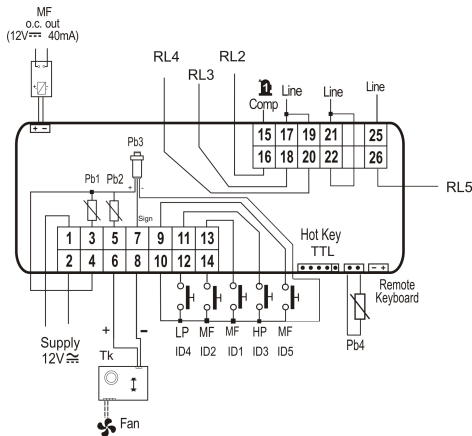 MF
o.c. out
(12V⎓ 40mA)
RL4
RL3
RL2
1
Comp
Line
Line
Line
15 17 19 21 25
16 18 20 22 26
RL5
+ -
Pb3
Pb1 Pb2
+ -
Sign
1 3 5 7 9 11 13
2 4 6 8 10 12 14
Hot Key
TTL
- +
Remote
Keyboard
Pb4
LP MF MF HP MF
ID4 ID2 ID1 ID3 ID5
Supply
12V≂
+ -
Tk
Fan